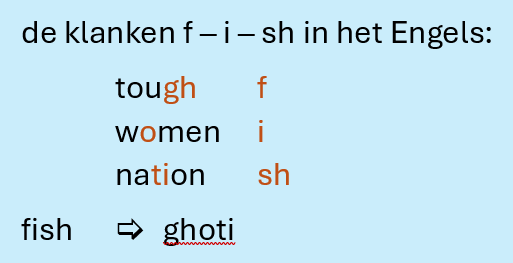 de klanken f – i – sh in het Engels:
tough f
women i
nation sh
fish ⇨ ghoti